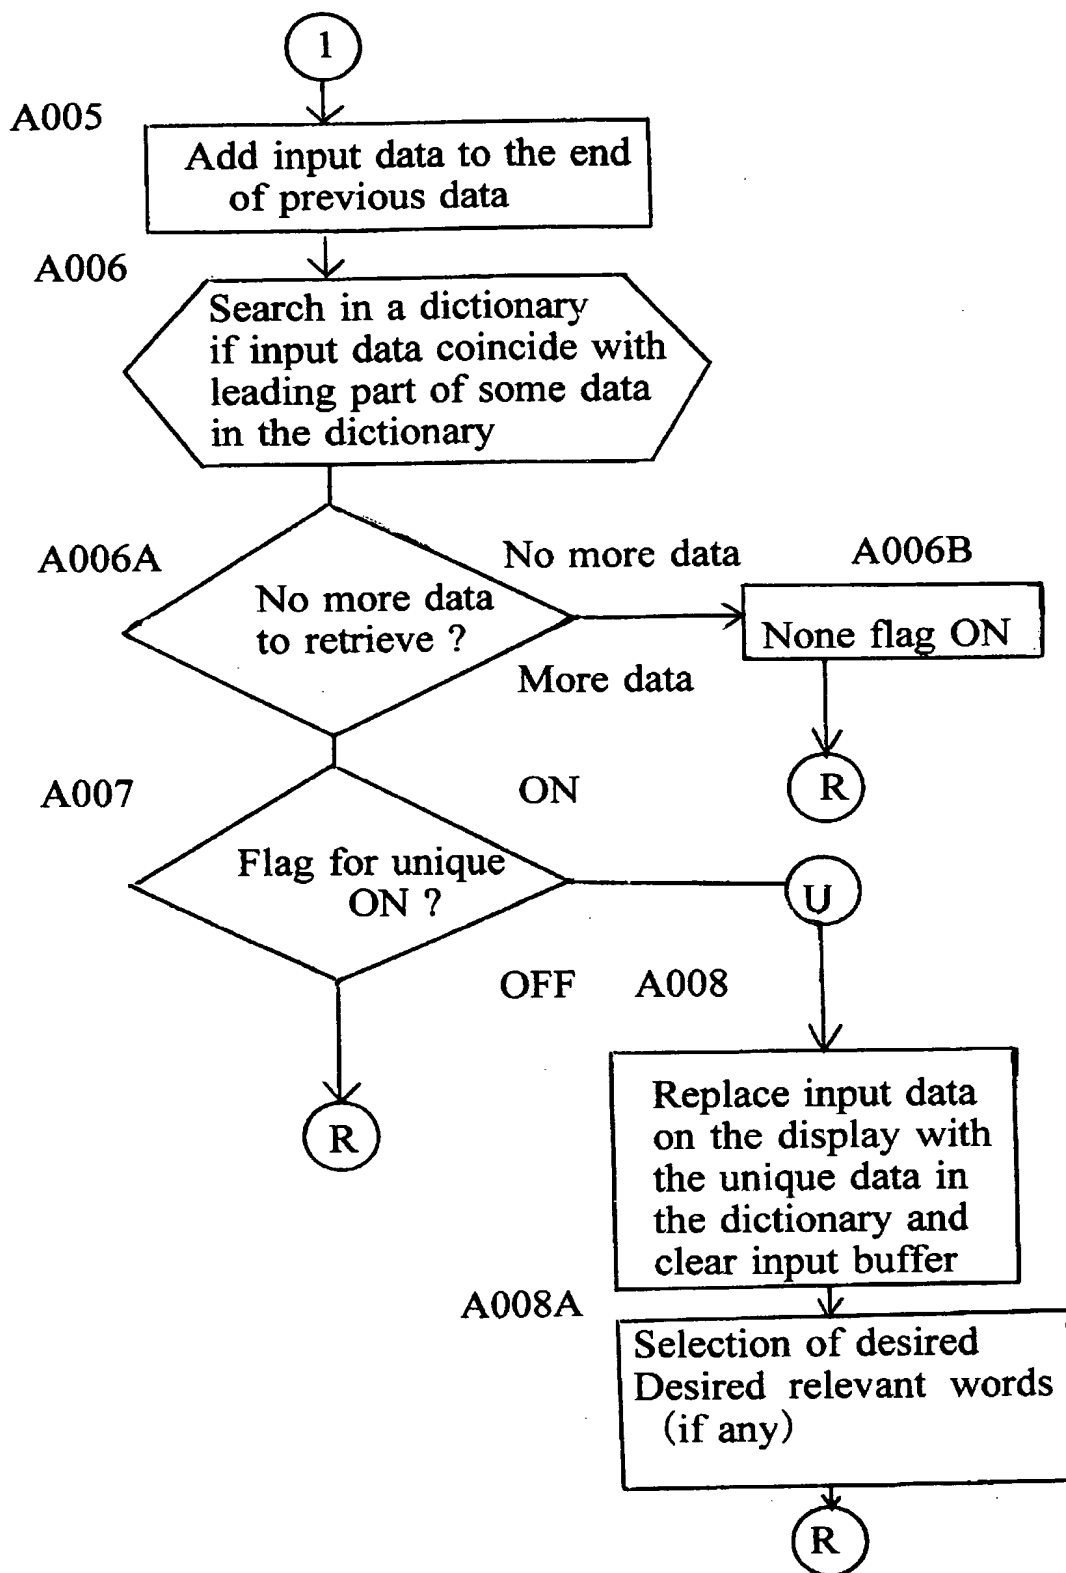 1
A005
Add input data to the end
of previous data
A006
Search in a dictionary
if input data coincide with
leading part of some data
in the dictionary
A006A
No more data
to retrieve ?
No more data
More data
A006B
None flag ON
R
A007
Flag for unique
ON ?
ON
U
OFF
R
A008
Replace input data
on the display with
the unique data in
the dictionary and
clear input buffer
A008A
Selection of desired
Desired relevant words
(if any)
R